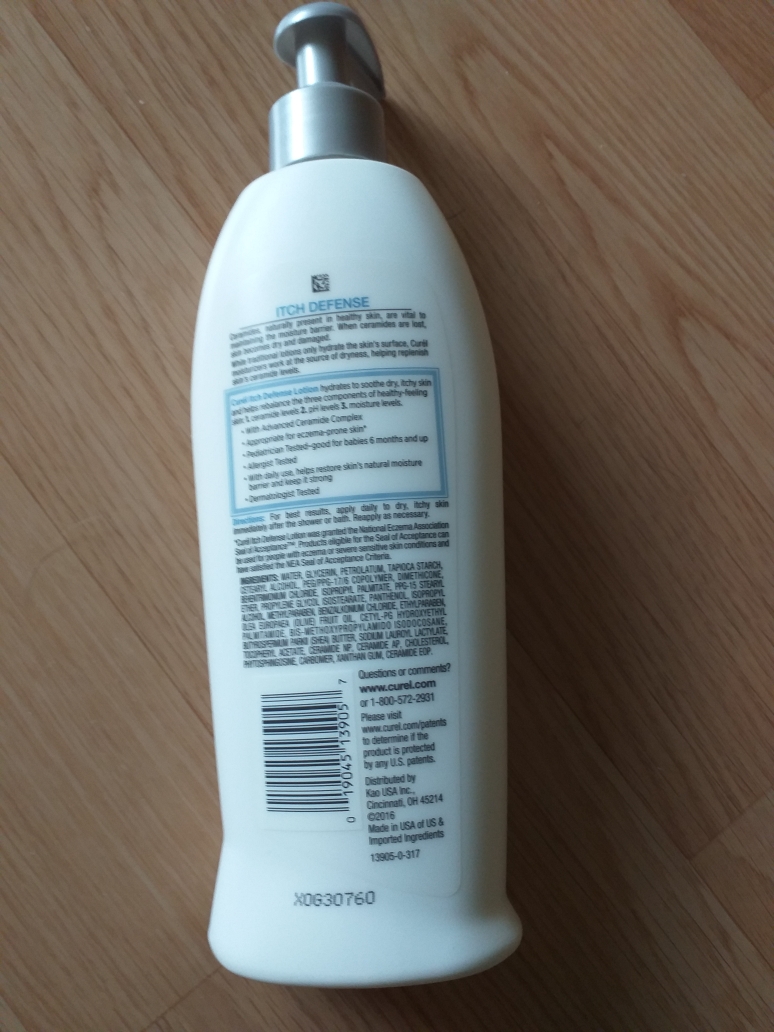 ITCH DEFENSE
Ceramides, naturally present in healthy skin, are vital to
maintaining the moisture barrier. When ceramides are lost,
skin becomes dry and damaged.
While traditional lotions only hydrate the skin's surface, Curél
moisturizers work at the source of dryness, helping replenish
skin's ceramide levels.
Curél Itch Defense Lotion hydrates to soothe dry, itchy skin
and helps rebalance the three components of healthy-feeling
skin: 1. ceramide levels 2. pH levels 3. moisture levels.
• With Advanced Ceramide Complex
• Appropriate for eczema-prone skin*
• Pediatrician Tested–good for babies 6 months and up
• Allergist Tested
• With daily use, helps restore skin's natural moisture
barrier and keep it strong
• Dermatologist Tested
Directions: For best results, apply daily to dry, itchy skin
immediately after the shower or bath. Reapply as necessary.
*Curél Itch Defense Lotion was granted the National Eczema Association
Seal of Acceptance™. Products eligible for the Seal of Acceptance can
be used for people with eczema or severe sensitive skin conditions and
have satisfied the NEA Seal of Acceptance Criteria.
INGREDIENTS: WATER, GLYCERIN, PETROLATUM, TAPIOCA STARCH,
CETEARYL ALCOHOL, PEG/PPG-17/6 COPOLYMER, DIMETHICONE,
BEHENTRIMONIUM CHLORIDE, ISOPROPYL PALMITATE, PPG-15 STEARYL
ETHER, PROPYLENE GLYCOL ISOSTEARATE, PANTHENOL, ISOPROPYL
ALCOHOL, METHYLPARABEN, BENZALKONIUM CHLORIDE, ETHYLPARABEN,
OLEA EUROPAEA (OLIVE) FRUIT OIL, CETYL-PG HYDROXYETHYL
PALMITAMIDE, BIS-METHOXYPROPYLAMIDO ISODOCOSANE,
BUTYROSPERMUM PARKII (SHEA) BUTTER, SODIUM LAUROYL LACTYLATE,
TOCOPHERYL ACETATE, CERAMIDE NP, CERAMIDE AP, CHOLESTEROL,
PHYTOSPHINGOSINE, CARBOMER, XANTHAN GUM, CERAMIDE EOP.
0 19045 13905 7
Questions or comments?
www.curel.com
or 1-800-572-2931
Please visit
www.curel.com/patents
to determine if the
product is protected
by any U.S. patents.
Distributed by
Kao USA Inc.,
Cincinnati, OH 45214
©2016
Made in USA of US &
Imported Ingredients
13905-0-317
X0G30760